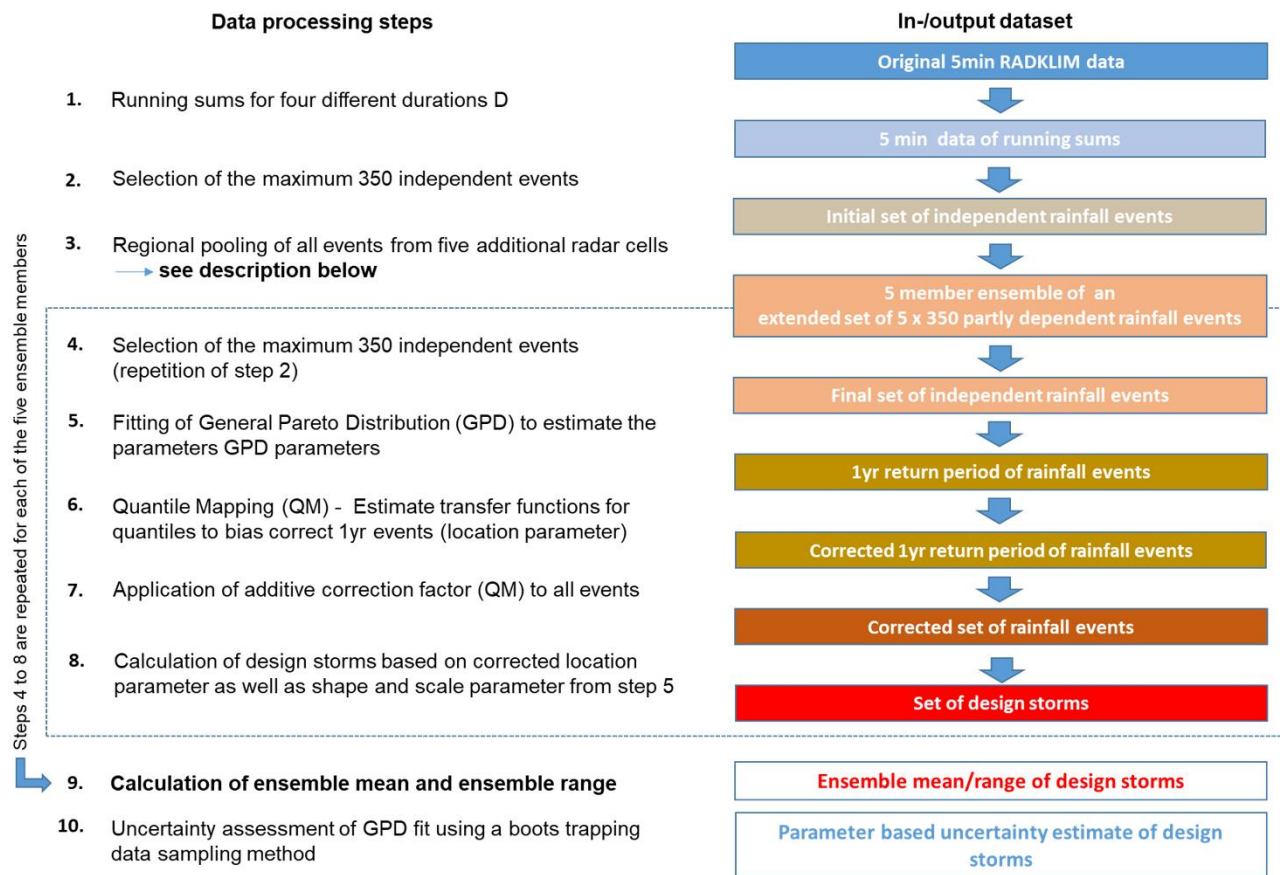 Data processing steps
In-/output dataset
Original 5min RADKLIM data
1. Running sums for four different durations D
5 min data of running sums
2. Selection of the maximum 350 independent events
Initial set of independent rainfall events
3. Regional pooling of all events from five additional radar cells
see description below
5 member ensemble of an
extended set of 5 x 350 partly dependent rainfall events
4. Selection of the maximum 350 independent events
(repetition of step 2)
Final set of independent rainfall events
5. Fitting of General Pareto Distribution (GPD) to estimate the
parameters GPD parameters
1yr return period of rainfall events
6. Quantile Mapping (QM) - Estimate transfer functions for
quantiles to bias correct 1yr events (location parameter)
Corrected 1yr return period of rainfall events
7. Application of additive correction factor (QM) to all events
Corrected set of rainfall events
8. Calculation of design storms based on corrected location
parameter as well as shape and scale parameter from step 5
Set of design storms
Steps 4 to 8 are repeated for each of the five ensemble members
9. Calculation of ensemble mean and ensemble range
Ensemble mean/range of design storms
10. Uncertainty assessment of GPD fit using a boots trapping
data sampling method
Parameter based uncertainty estimate of design
storms